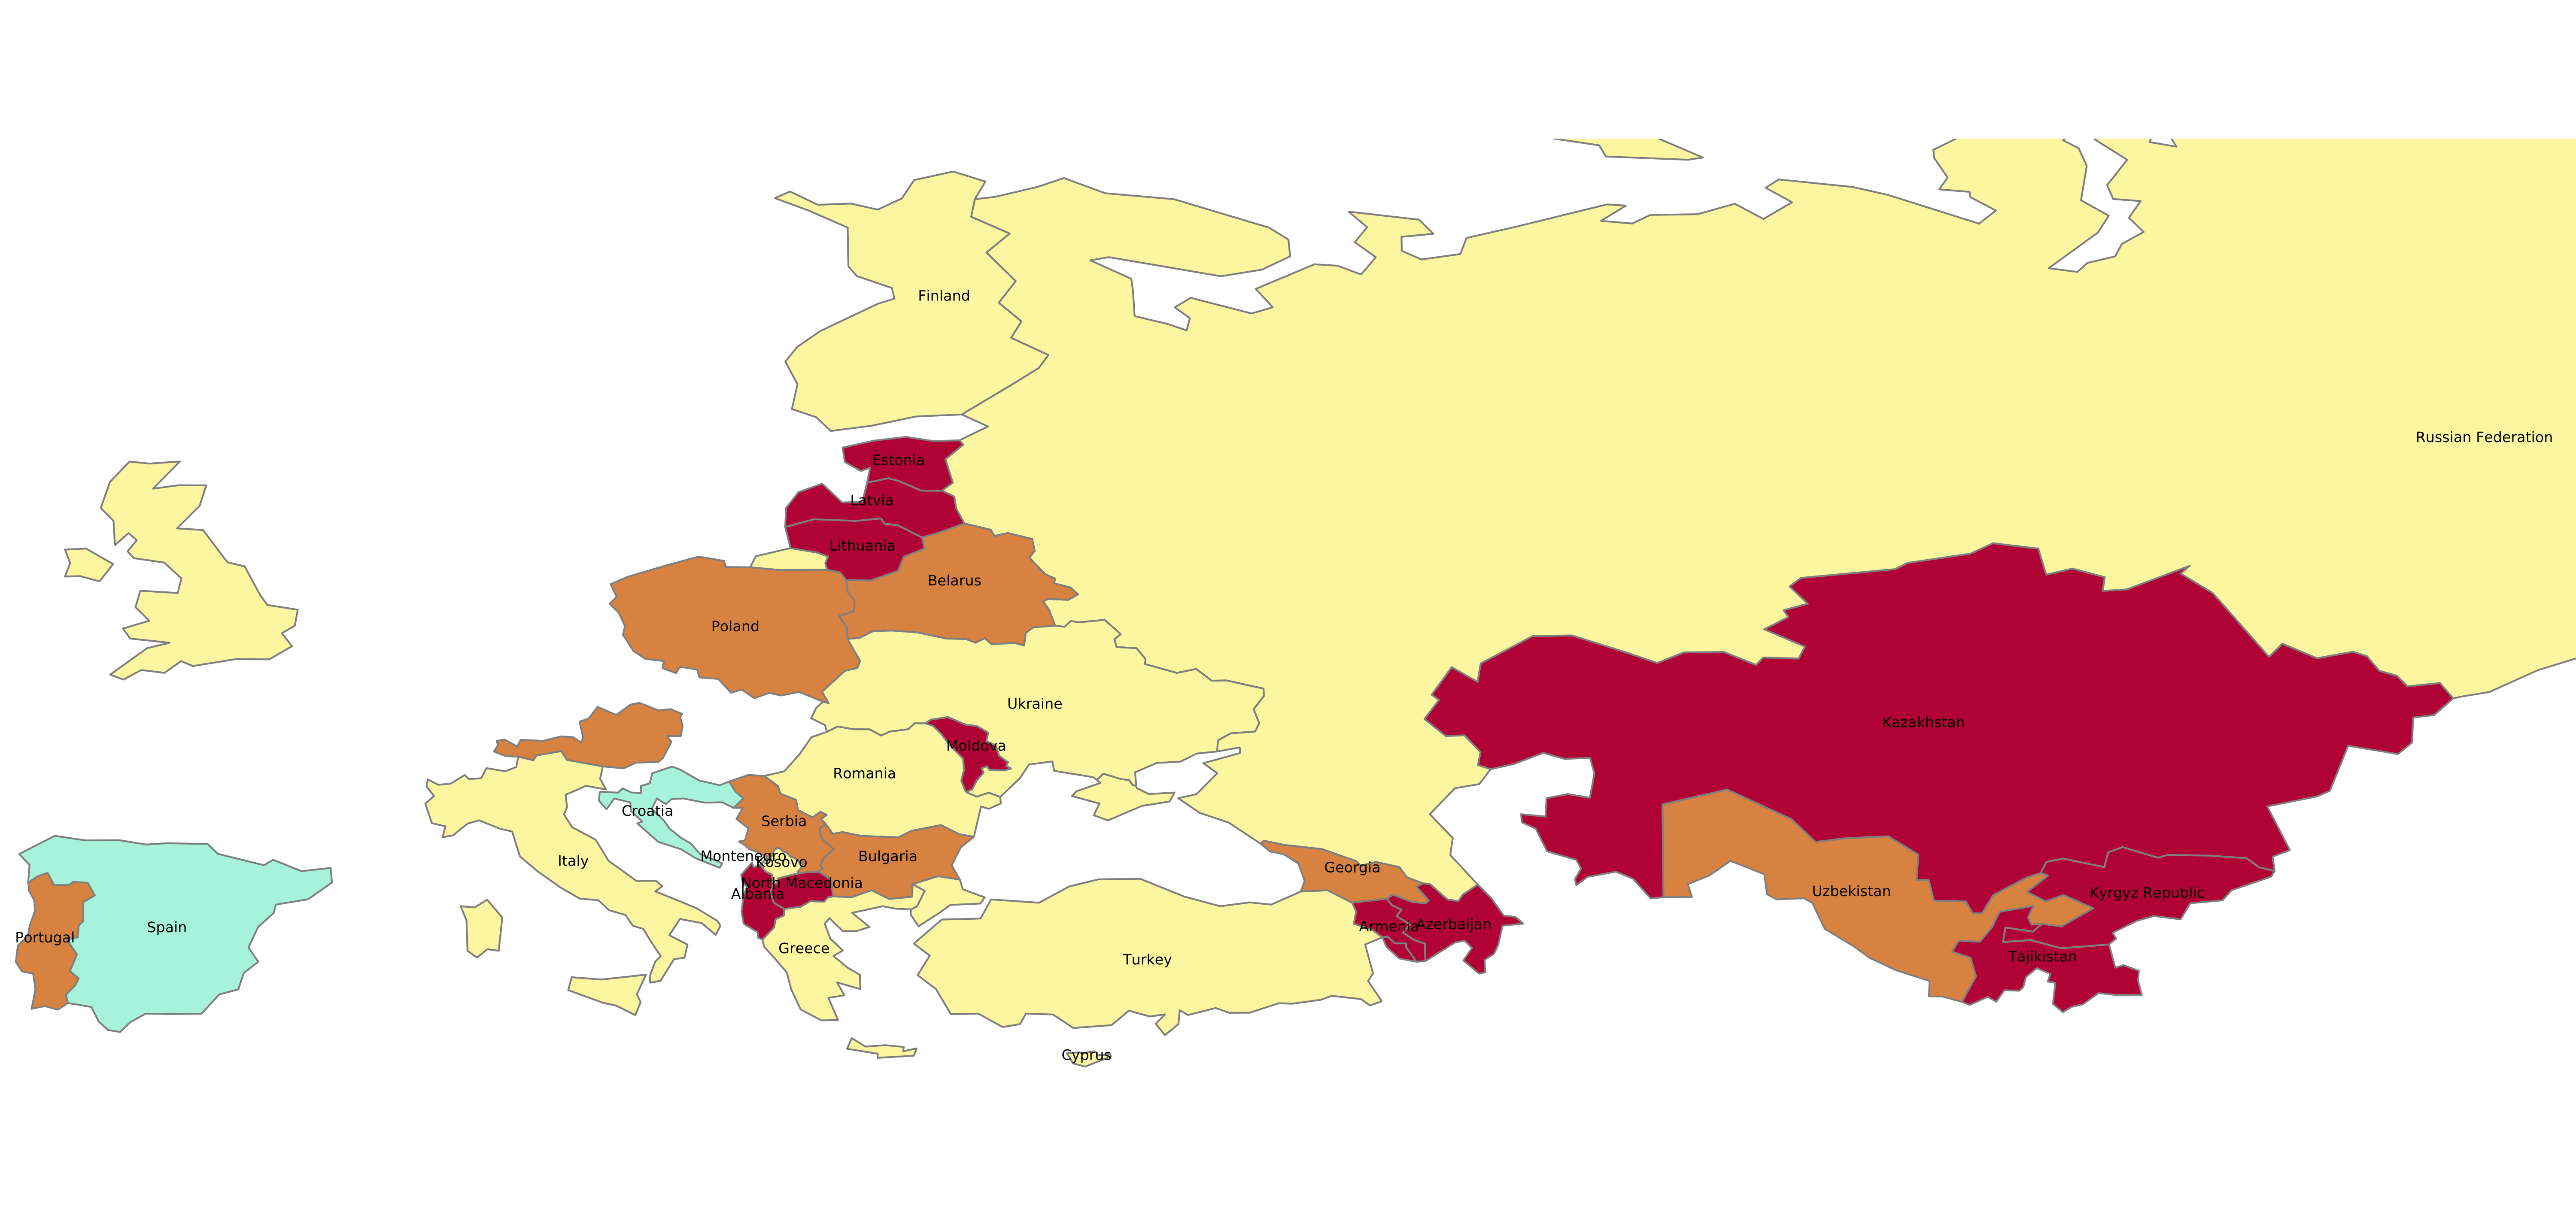 Finland
Russian Federation
Estonia
Latvia
Lithuania
Belarus
Poland
Ukraine
Kazakhstan
Moldova
Romania
Croatia
Serbia
Montenegro
Kosovo
Bulgaria
Italy
Georgia
North Macedonia
Albania
Uzbekistan
Kyrgyz Republic
Spain
Portugal
Armenia
Azerbaijan
Greece
Turkey
Tajikistan
Cyprus